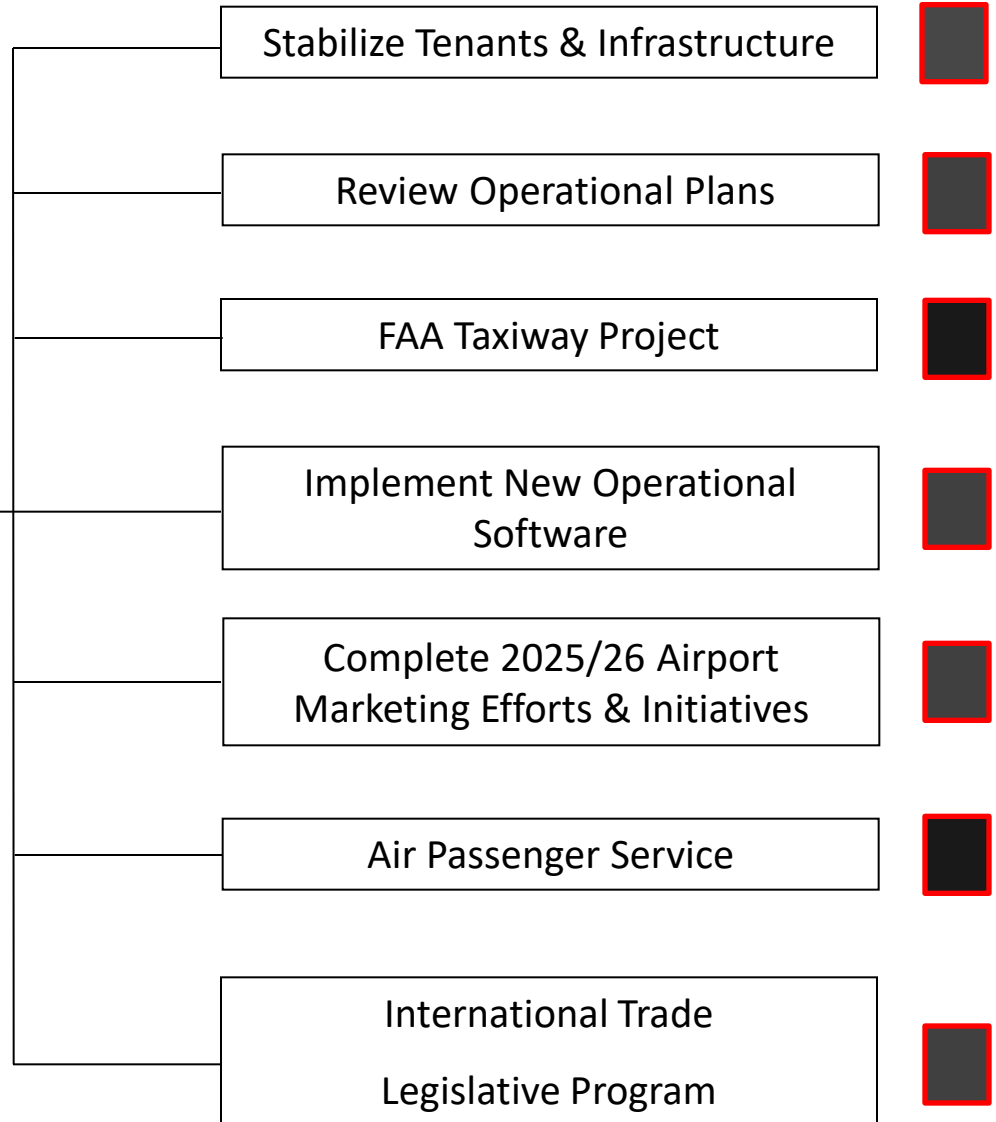 Stabilize Tenants & Infrastructure
Review Operational Plans
FAA Taxiway Project
Implement New Operational
Software
Complete 2025/26 Airport
Marketing Efforts & Initiatives
Air Passenger Service
International Trade
Legislative Program